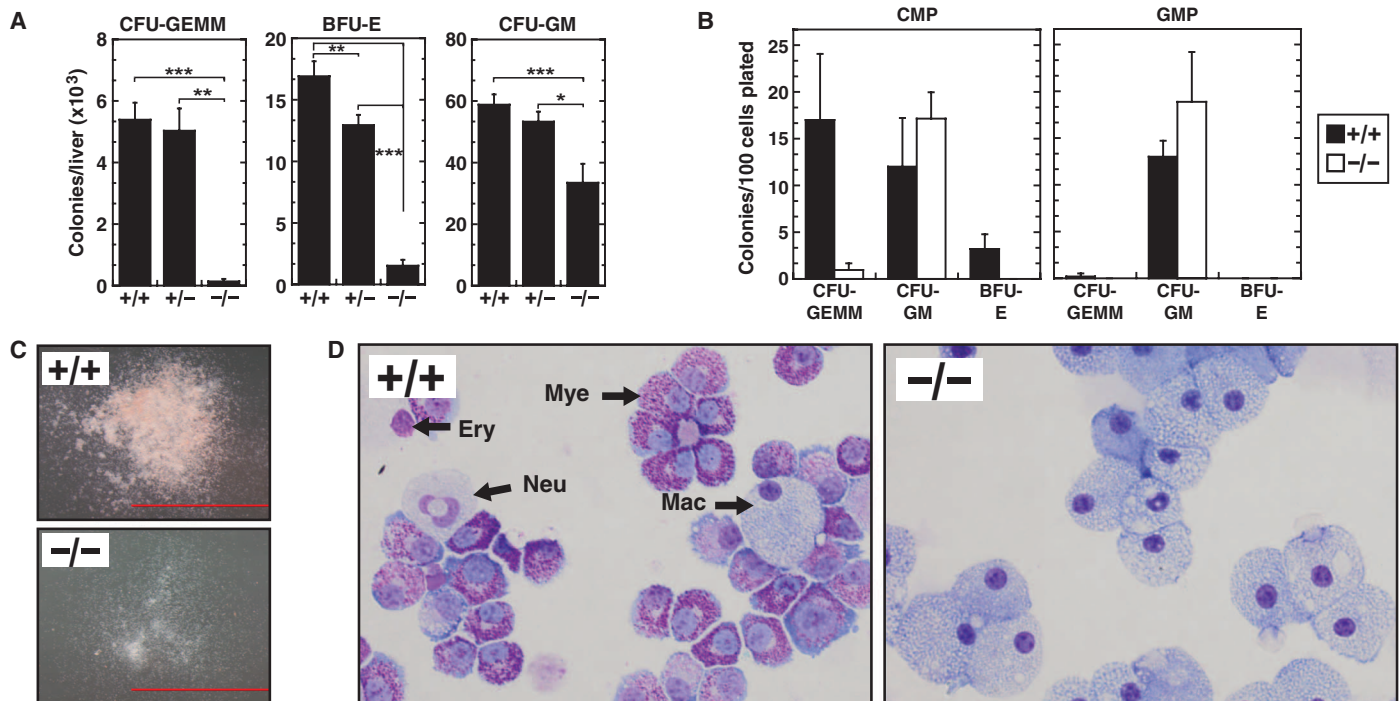 A
CFU-GEMM
BFU-E
CFU-GM
Colonies/liver (x10³)
8
6
4
2
0
***
**
+/+ +/− −/−
20
15
10
5
0
**
***
+/+ +/− −/−
80
60
40
20
0
***
*
+/+ +/− −/−
B
CMP
GMP
Colonies/100 cells plated
25
20
15
10
5
0
CFU-
GEMM
CFU-
GM
BFU-
E
CFU-
GEMM
CFU-
GM
BFU-
E
+/+
−/−
C
+/+
−/−
D
+/+
Mye
Ery
Neu
Mac
−/−